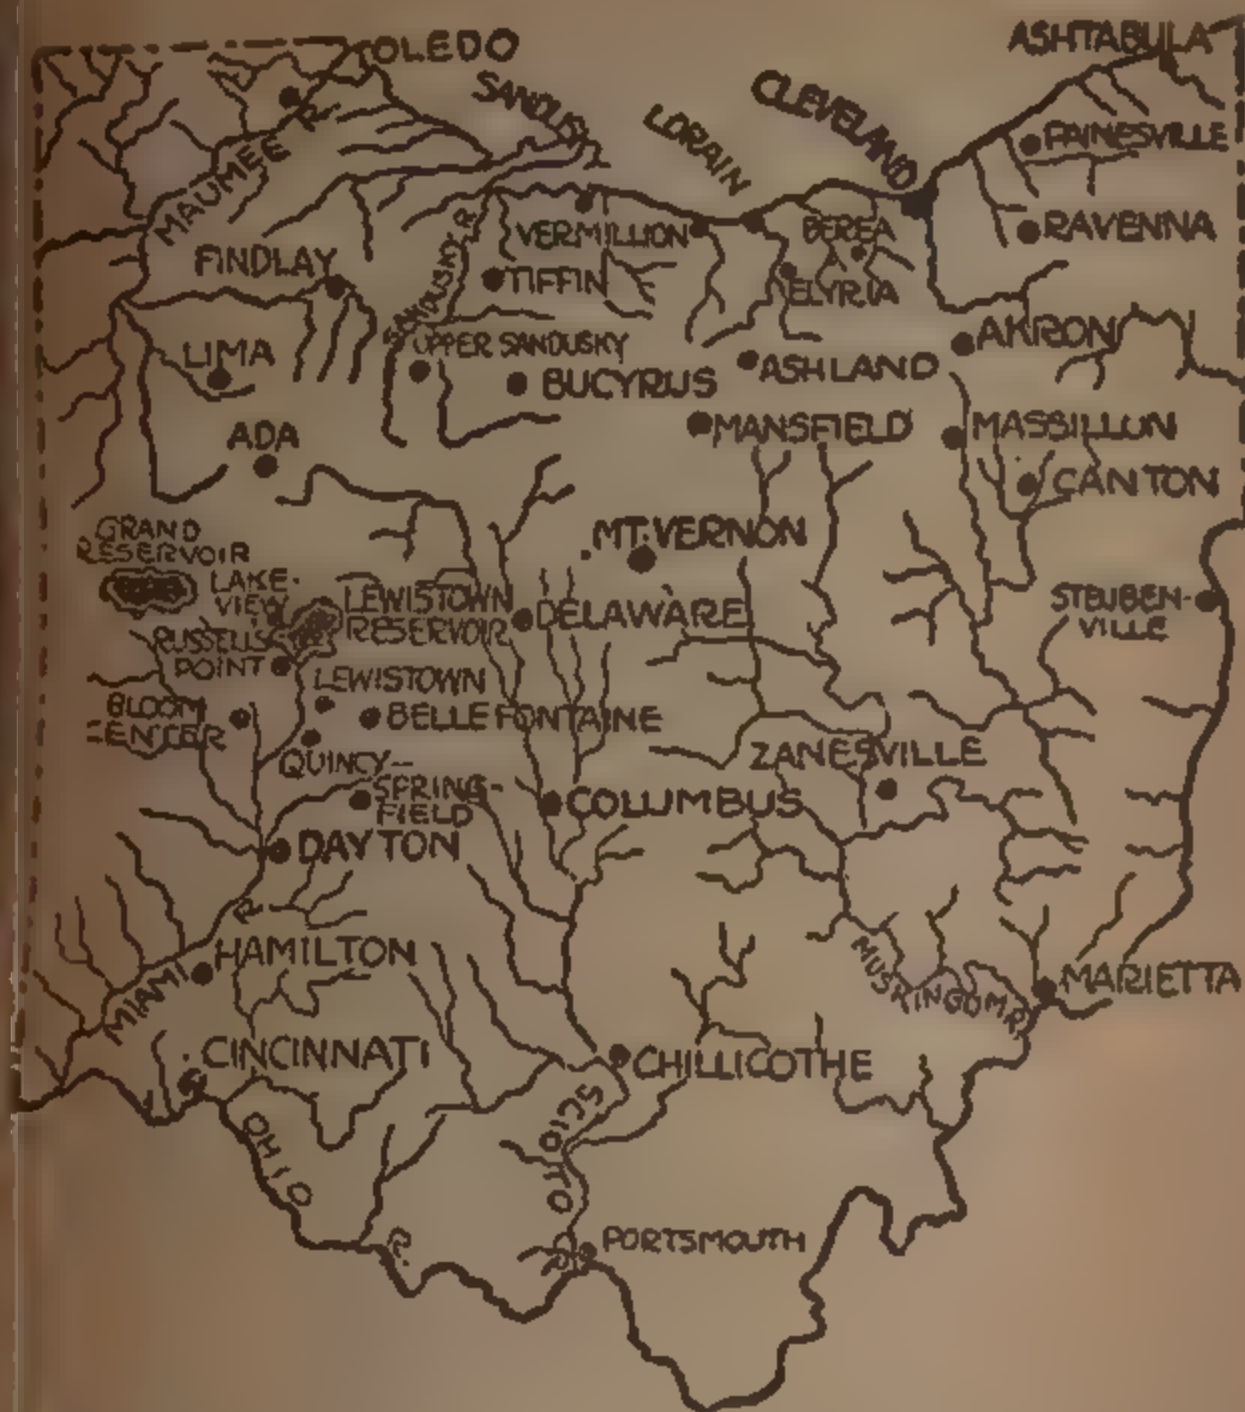 TOLEDO
ASHTABULA
SANDUSKY
LORAIN
CLEVELAND
PAINESVILLE
MAUMEE R.
SANDUSKY R.
VERMILLION
BEREA
RAVENNA
FINDLAY
TIFFIN
ELYRIA
LIMA
UPPER SANDUSKY
AKRON
BUCYRUS
ASHLAND
ADA
MANSFIELD
MASSILLON
CANTON
GRAND
RESERVOIR
MT. VERNON
LAKE-
VIEW
LEWISTOWN
RESERVOIR
DELAWARE
STEUBEN-
VILLE
RUSSELLS
POINT
LEWISTOWN
BLOOM
CENTER
BELLEFONTAINE
QUINCY
ZANESVILLE
SPRING-
FIELD
COLUMBUS
DAYTON
MIAMI R.
HAMILTON
MUSKINGOM R.
MARIETTA
CINCINNATI
CHILLICOTHE
SCIOTO R.
OHIO R.
PORTSMOUTH